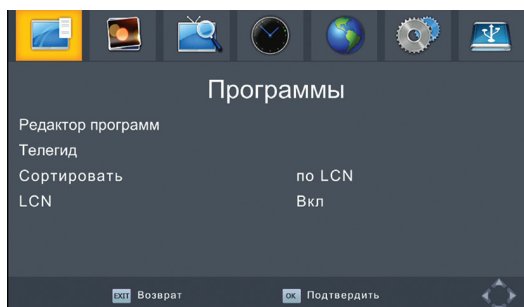 Программы
Редактор программ
Телегид
Сортировать по LCN
LCN Вкл
EXIT Возврат OK Подтвердить